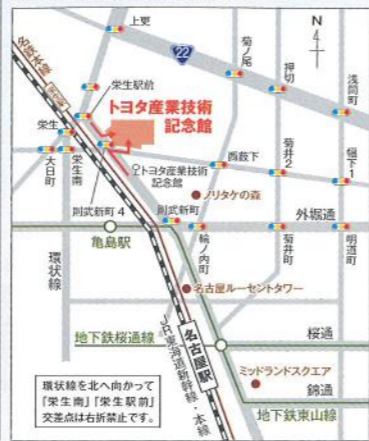 上更
N
4
22
名鉄本線
菊ノ尾
押切
浅間町
栄生駅前
トヨタ産業技術
記念館
栄生
大日町
栄生南
トヨタ産業技術
記念館
西薮下
菊井2
幅下1
ノリタケの森
則武新町4
則武新町
外堀通
亀島駅
輪ノ内町
菊井町
明道町
環状線
名古屋ルーセントタワー
地下鉄桜通線
名古屋駅
JR東海道新幹線・本線
桜通
ミッドランドスクエア
錦通
地下鉄東山線
環状線を北へ向かって
「栄生南」「栄生駅前」
交差点は右折禁止です。